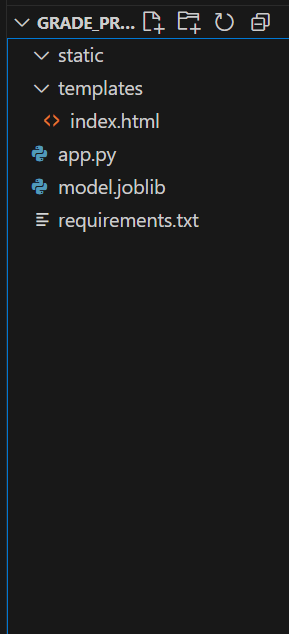 GRADE_PR...
static
templates
index.html
app.py
model.joblib
requirements.txt